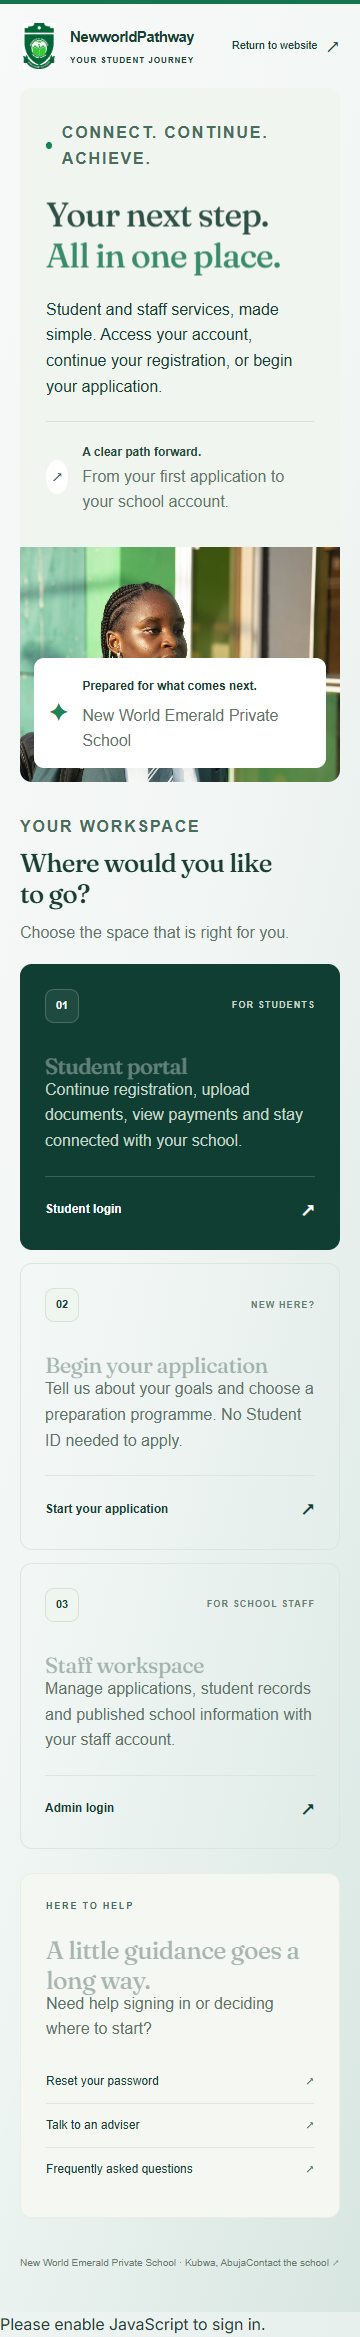 NewworldPathway
YOUR STUDENT JOURNEY
Return to website ↗
CONNECT. CONTINUE.
ACHIEVE.
Your next step.
All in one place.
Student and staff services, made
simple. Access your account,
continue your registration, or begin
your application.
↗
A clear path forward.
From your first application to
your school account.
Prepared for what comes next.
New World Emerald Private
School
YOUR WORKSPACE
Where would you like
to go?
Choose the space that is right for you.
01
FOR STUDENTS
Student portal
Continue registration, upload
documents, view payments and stay
connected with your school.
Student login ↗
02
NEW HERE?
Begin your application
Tell us about your goals and choose a
preparation programme. No Student
ID needed to apply.
Start your application ↗
03
FOR SCHOOL STAFF
Staff workspace
Manage applications, student records
and published school information with
your staff account.
Admin login ↗
HERE TO HELP
A little guidance goes a
long way.
Need help signing in or deciding
where to start?
Reset your password ↗
Talk to an adviser ↗
Frequently asked questions ↗
New World Emerald Private School · Kubwa, AbujaContact the school ↗
Please enable JavaScript to sign in.